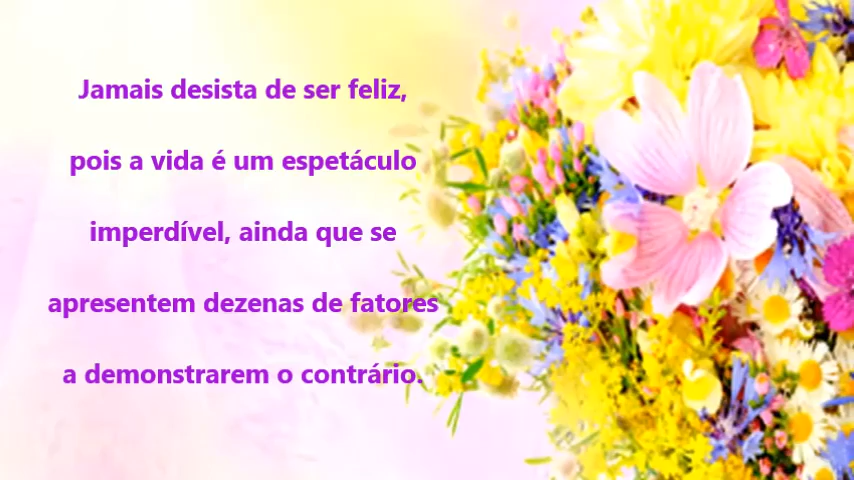 Jamais desista de ser feliz,
pois a vida é um espetáculo
imperdível, ainda que se
apresentem dezenas de fatores
a demonstrarem o contrário.